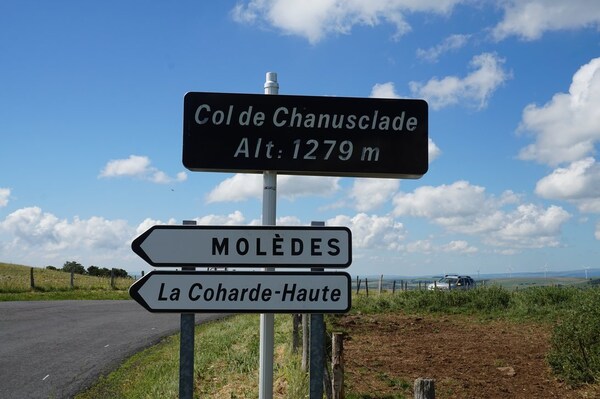 Col de Chanusclade
Alt: 1279 m
MOLÈDES
La Coharde-Haute